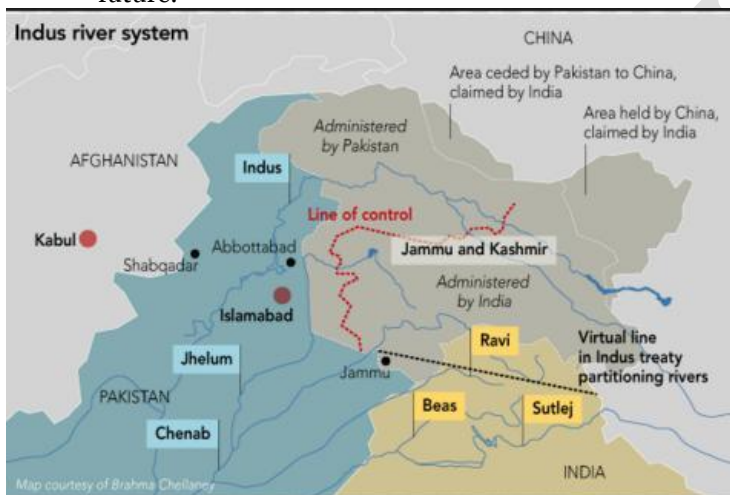 future.
Indus river system
CHINA
Area ceded by Pakistan to China,
claimed by India
Area held by China,
claimed by India
Administered
by Pakistan
AFGHANISTAN
Indus
Line of control
Kabul
Abbottabad
Shabqadar
Jammu and Kashmir
Administered
by India
Islamabad
Ravi
Virtual line
in Indus treaty
partitioning rivers
Jhelum
Jammu
PAKISTAN
Beas
Sutlej
Chenab
INDIA
Map courtesy of Brahma Chellaney